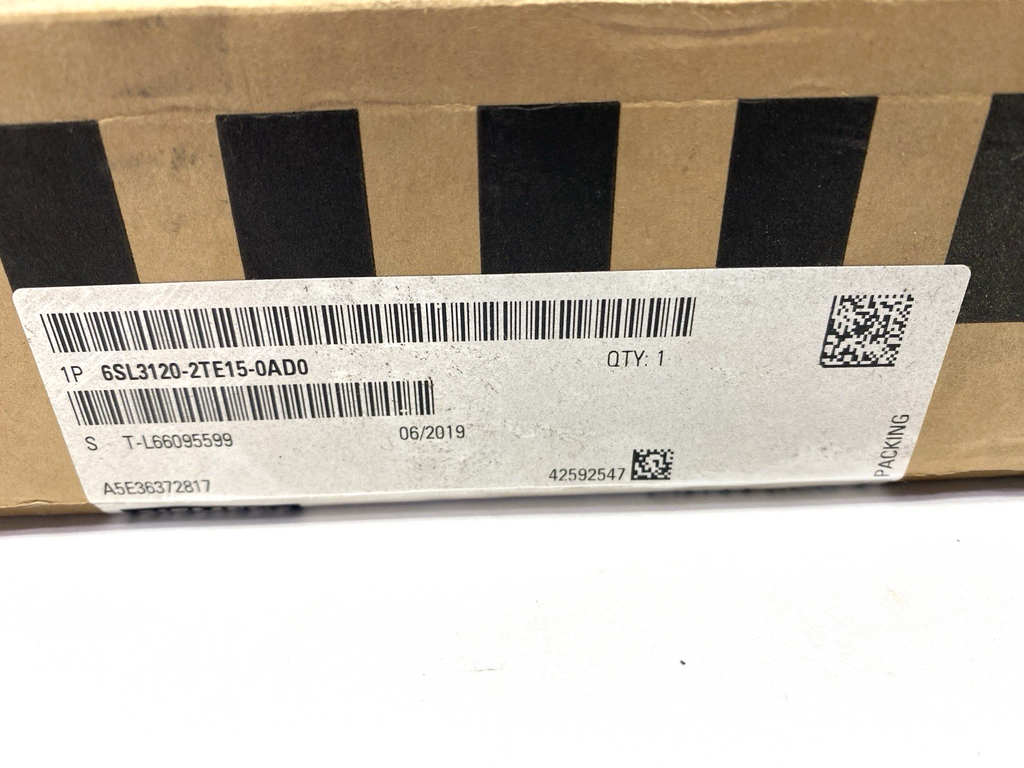 1P 6SL3120-2TE15-0AD0 QTY: 1
S T-L66095599 06/2019
A5E36372817 42592547
PACKING